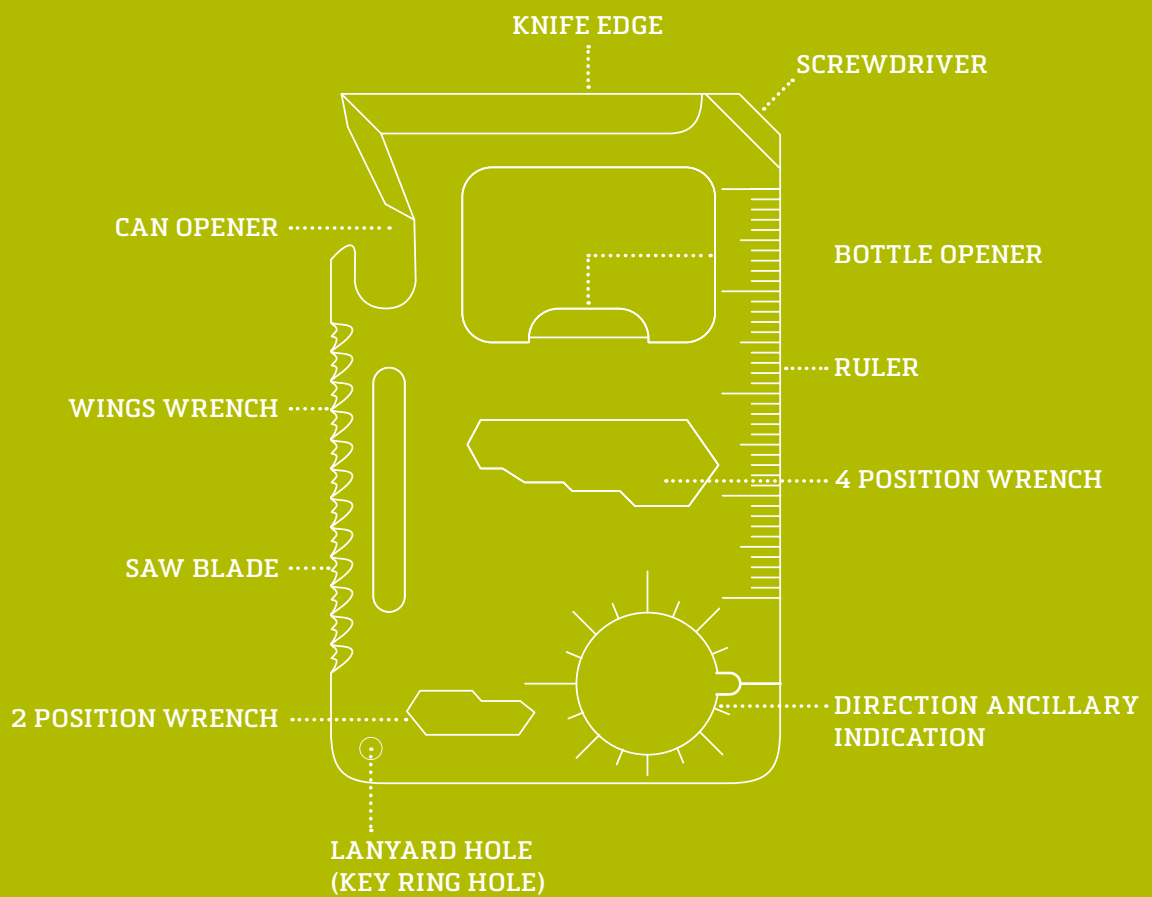 KNIFE EDGE
SCREWDRIVER
CAN OPENER
BOTTLE OPENER
RULER
WINGS WRENCH
4 POSITION WRENCH
SAW BLADE
2 POSITION WRENCH
DIRECTION ANCILLARY
INDICATION
LANYARD HOLE
(KEY RING HOLE)